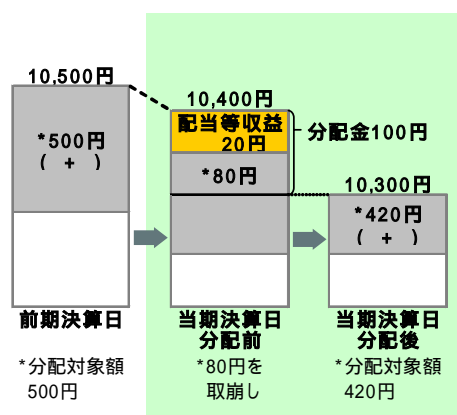 10,500円
*500円
( + )
前期決算日
*分配対象額
500円
10,400円
配当等収益
20円
*80円
分配金100円
当期決算日
分配前
*80円を
取崩し
10,300円
*420円
( + )
当期決算日
分配後
*分配対象額
420円